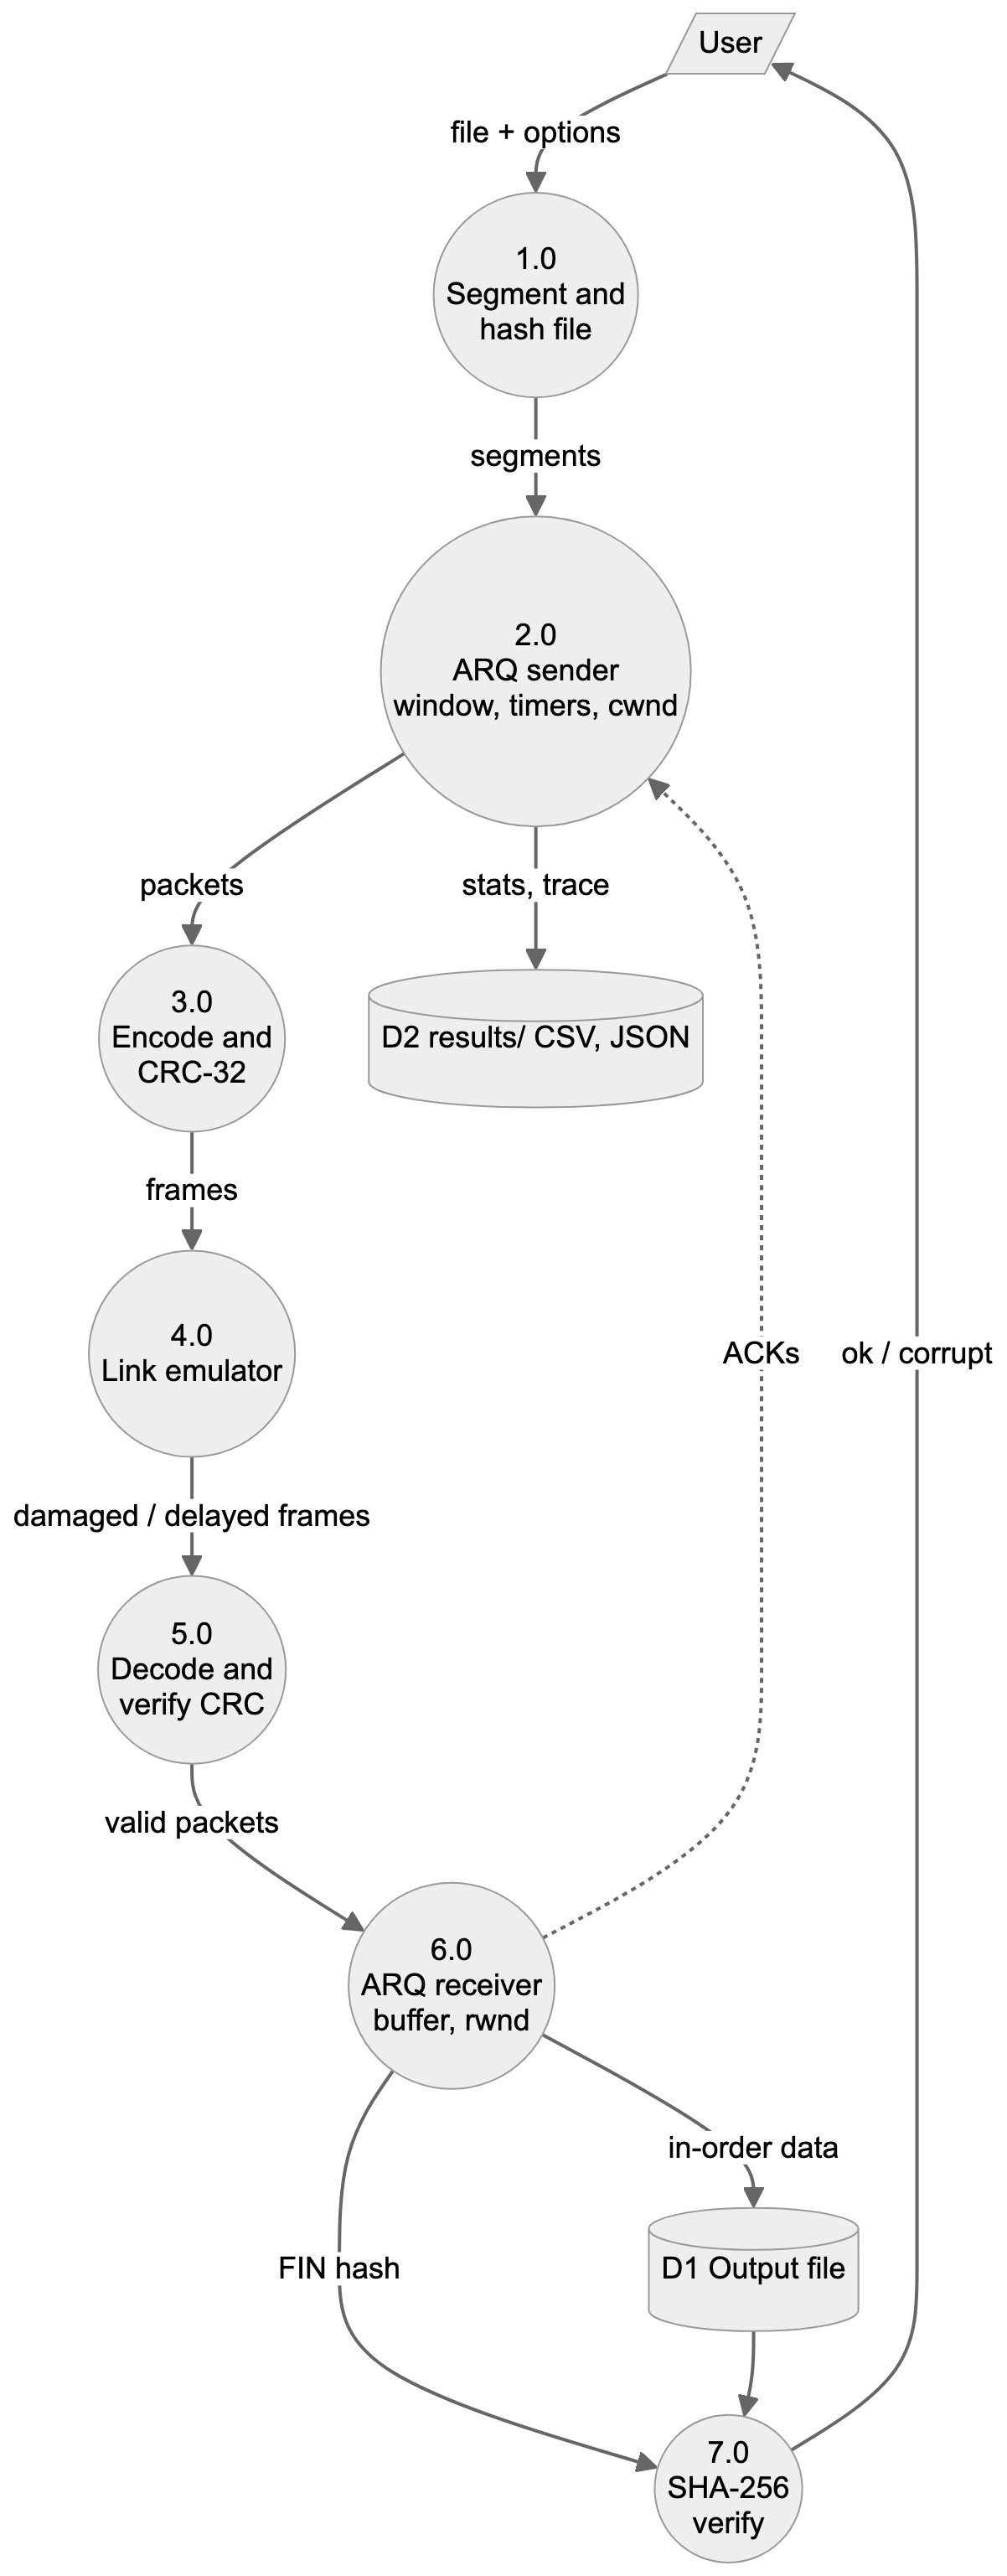 User
file + options
1.0
Segment and
hash file
segments
2.0
ARQ sender
window, timers, cwnd
packets
stats, trace
3.0
Encode and
CRC-32
D2 results/ CSV, JSON
frames
4.0
Link emulator
ACKs
ok / corrupt
damaged / delayed frames
5.0
Decode and
verify CRC
valid packets
6.0
ARQ receiver
buffer, rwnd
in-order data
FIN hash
D1 Output file
7.0
SHA-256
verify